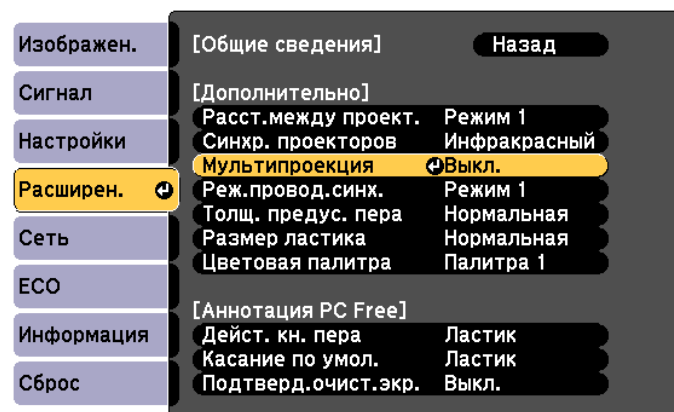 Изображен.
Сигнал
Настройки
Расширен.
Сеть
ECO
Информация
Сброс
[Общие сведения] Назад
[Дополнительно]
Расст.между проект. Режим 1
Синхр. проекторов Инфракрасный
Мультипроекция Выкл.
Реж.провод.синх. Режим 1
Толщ. предус. пера Нормальная
Размер ластика Нормальная
Цветовая палитра Палитра 1
[Аннотация PC Free]
Дейст. кн. пера Ластик
Касание по умол. Ластик
Подтверд.очист.экр. Выкл.